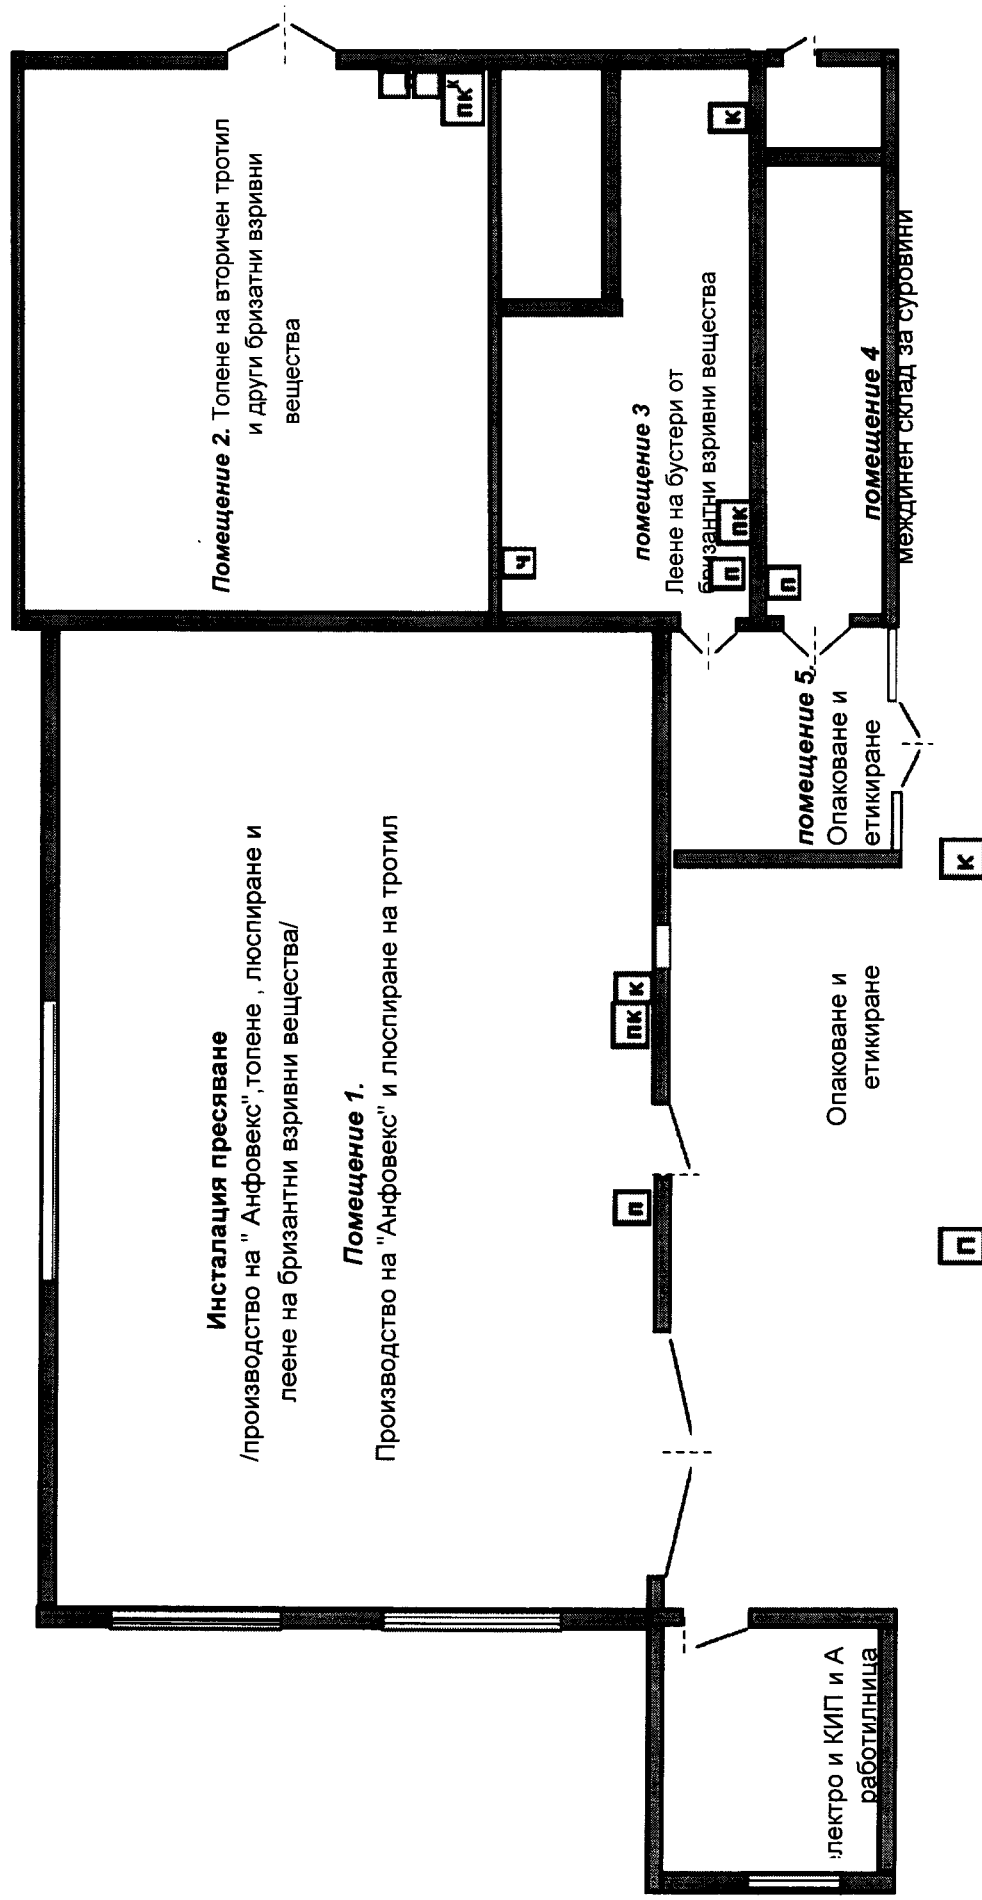 Инсталация пресяване
/производство на " Анфовекс",топене , люспиране и
леене на бризантни взривни вещества/
Помещение 1.
Производство на "Анфовекс" и люспиране на тротил
Помещение 2. Топене на вторичен тротил
и други бризатни взривни
вещества
помещение 3
Леене на бустери от
бризантни взривни вещества
помещение 4
междинен склад за суровини
помещение 5.
Опаковане и
етикиране
Опаковане и
етикиране
лектро и КИП и А
работилница
пк х
к
ч
п
пк
п
пк
к
п
к
п